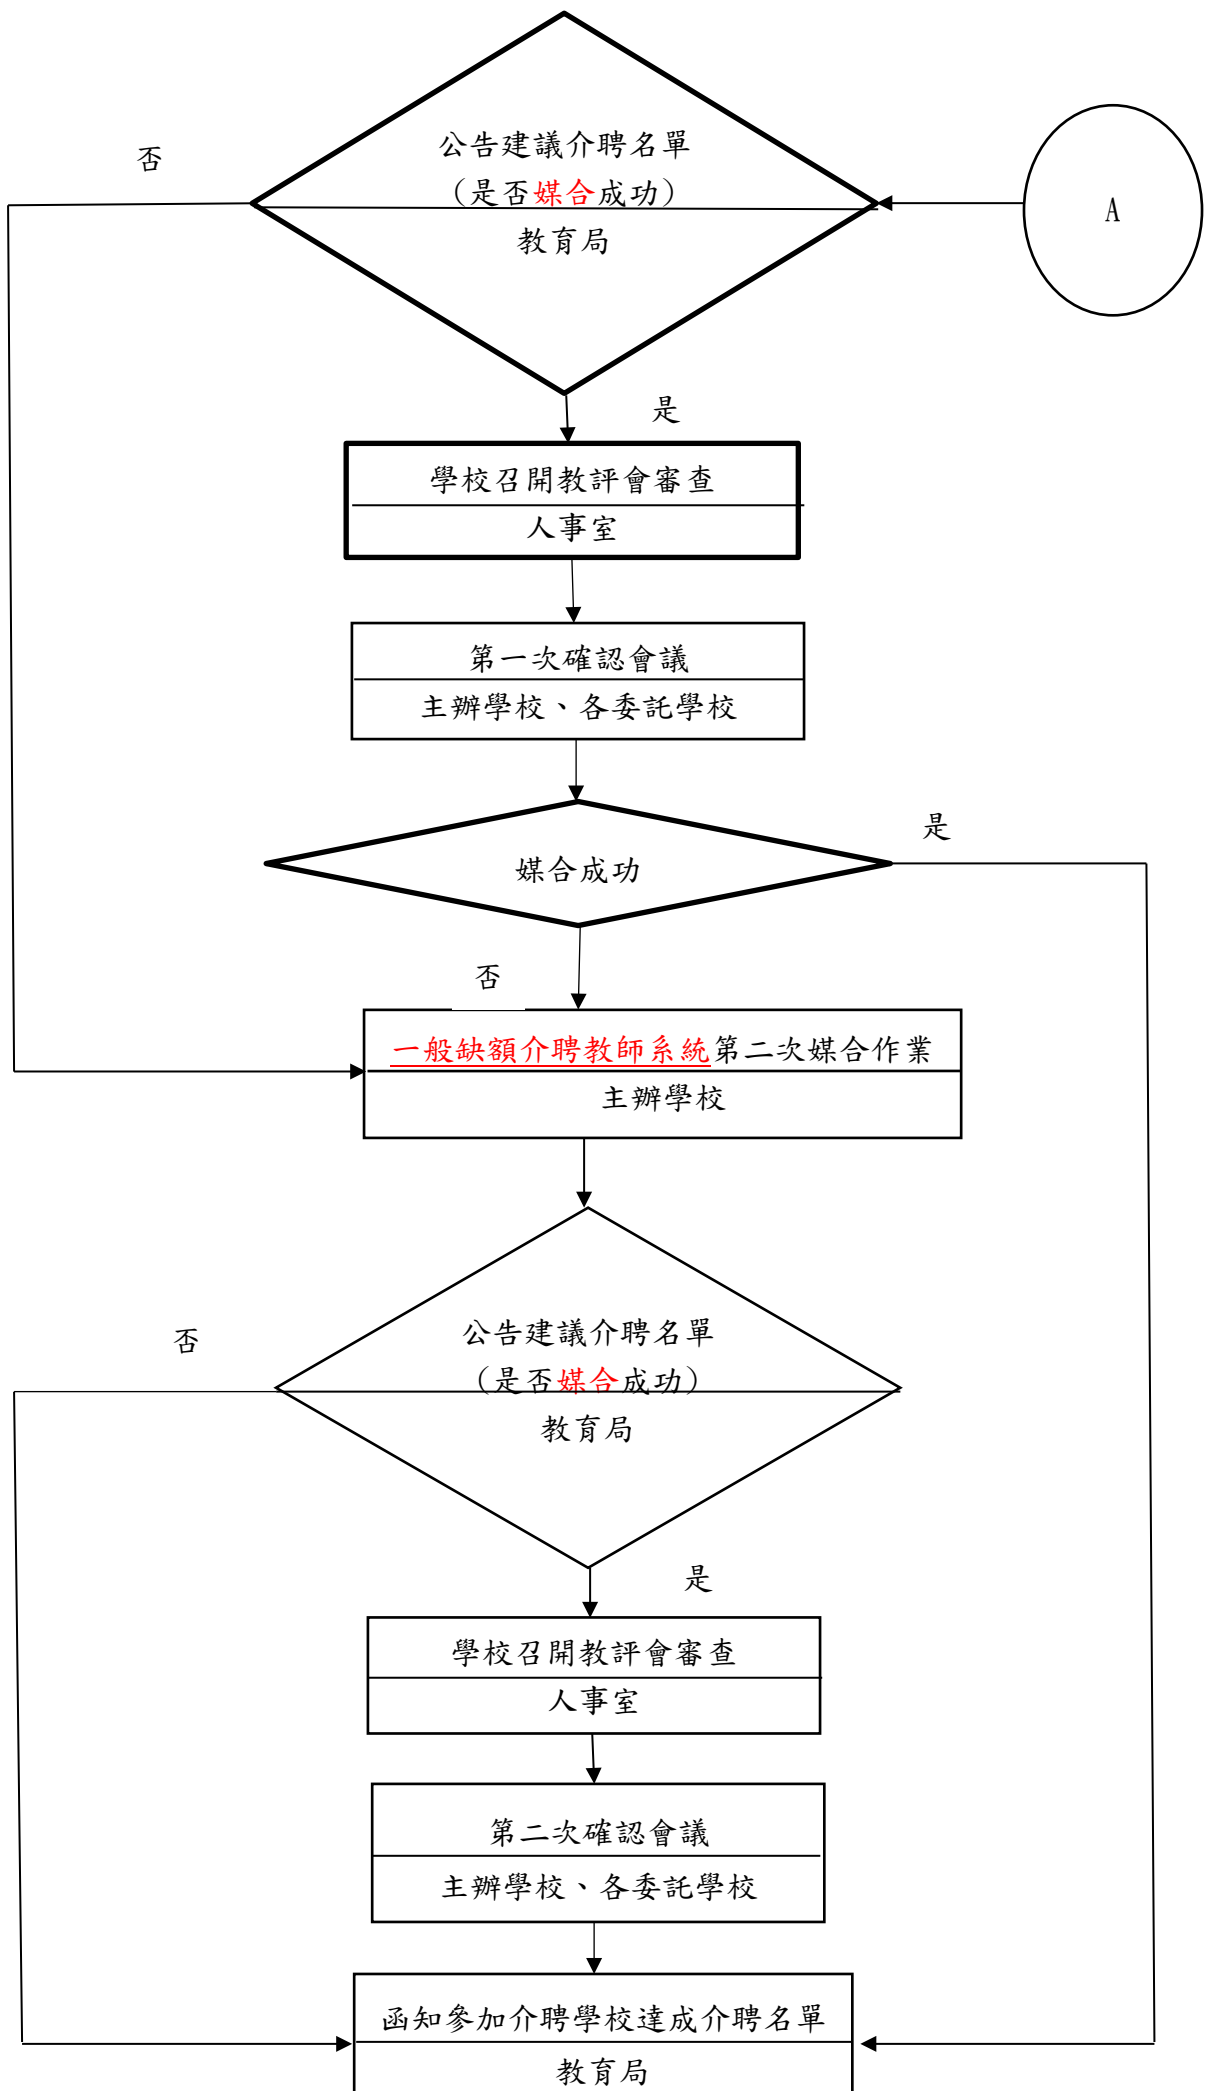 公告建議介聘名單
(是否媒合成功)
教育局
否
A
是
學校召開教評會審查
人事室
第一次確認會議
主辦學校、各委託學校
是
媒合成功
否
一般缺額介聘教師系統第二次媒合作業
主辦學校
公告建議介聘名單
(是否媒合成功)
教育局
否
是
學校召開教評會審查
人事室
第二次確認會議
主辦學校、各委託學校
函知參加介聘學校達成介聘名單
教育局